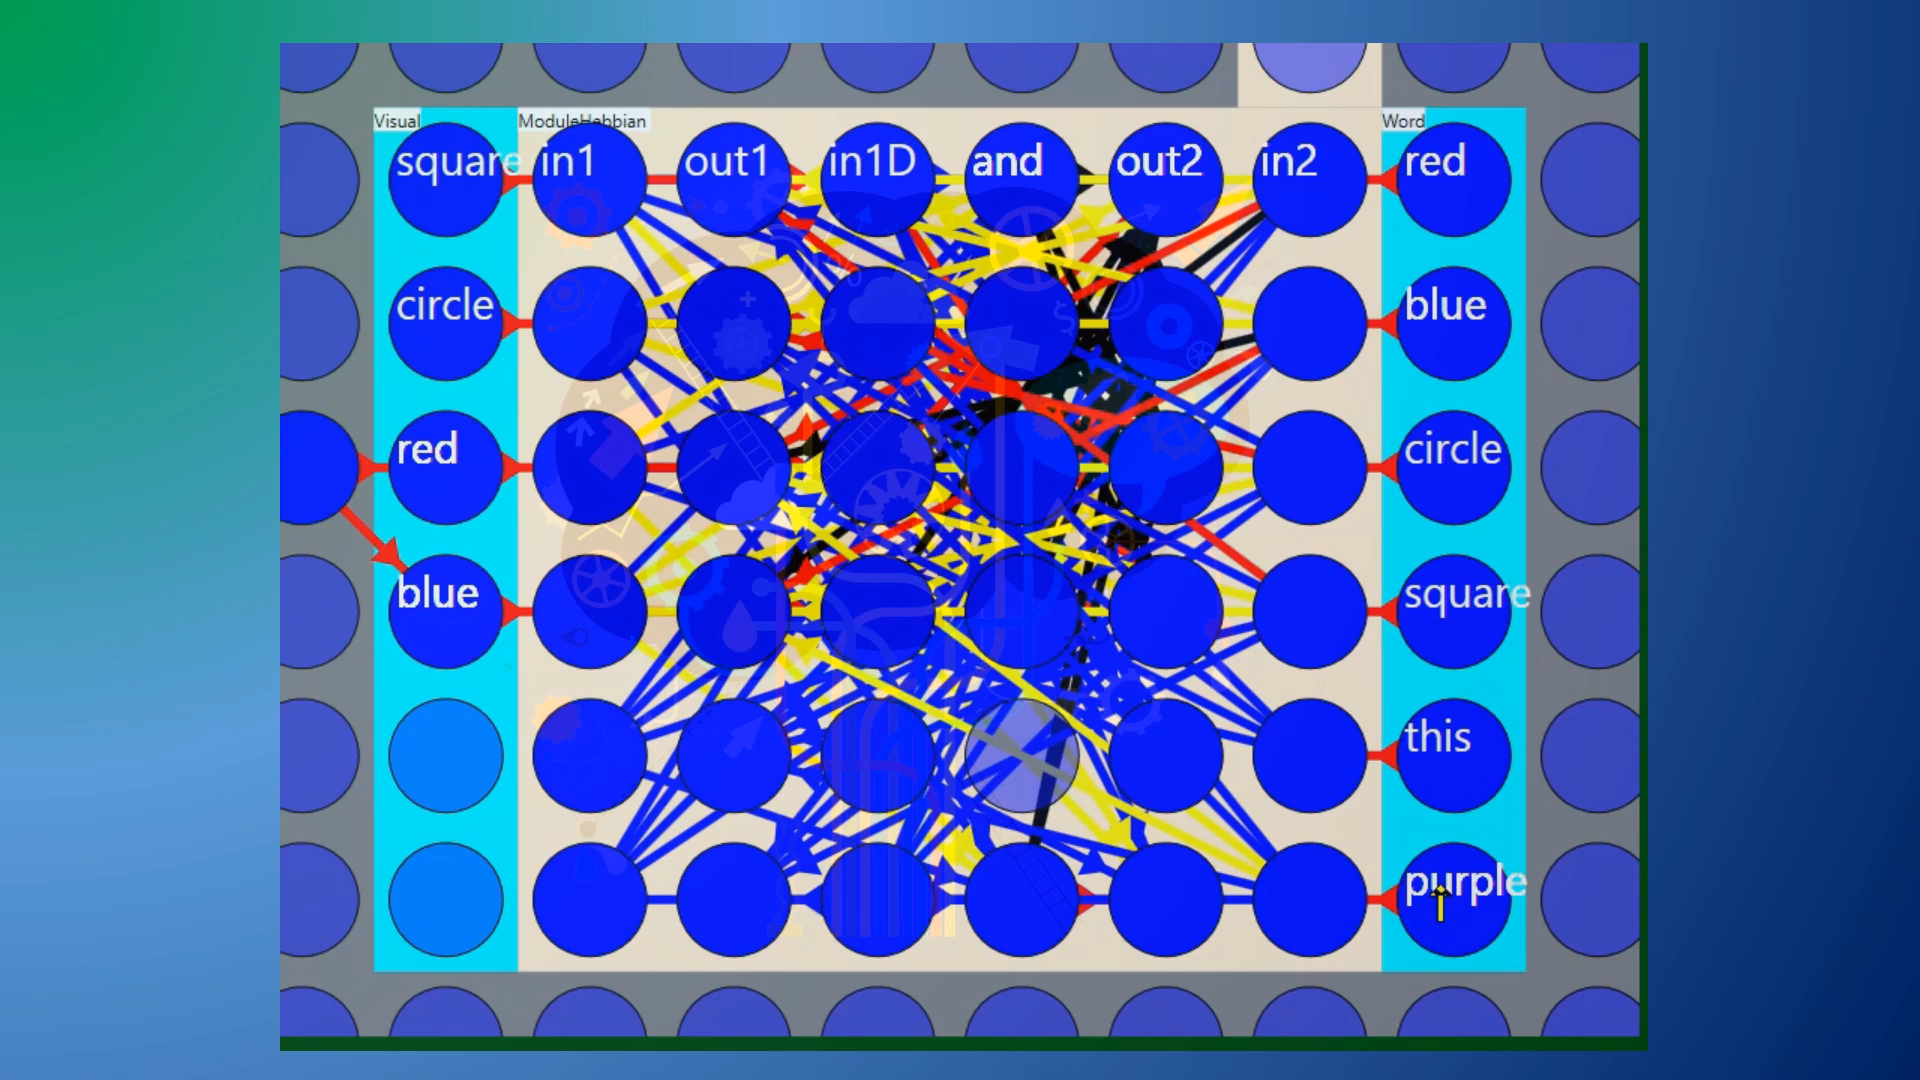 Visual ModuleHebbian Word
square in1 out1 in1D and out2 in2 red
circle blue
red circle
blue square
this
purple